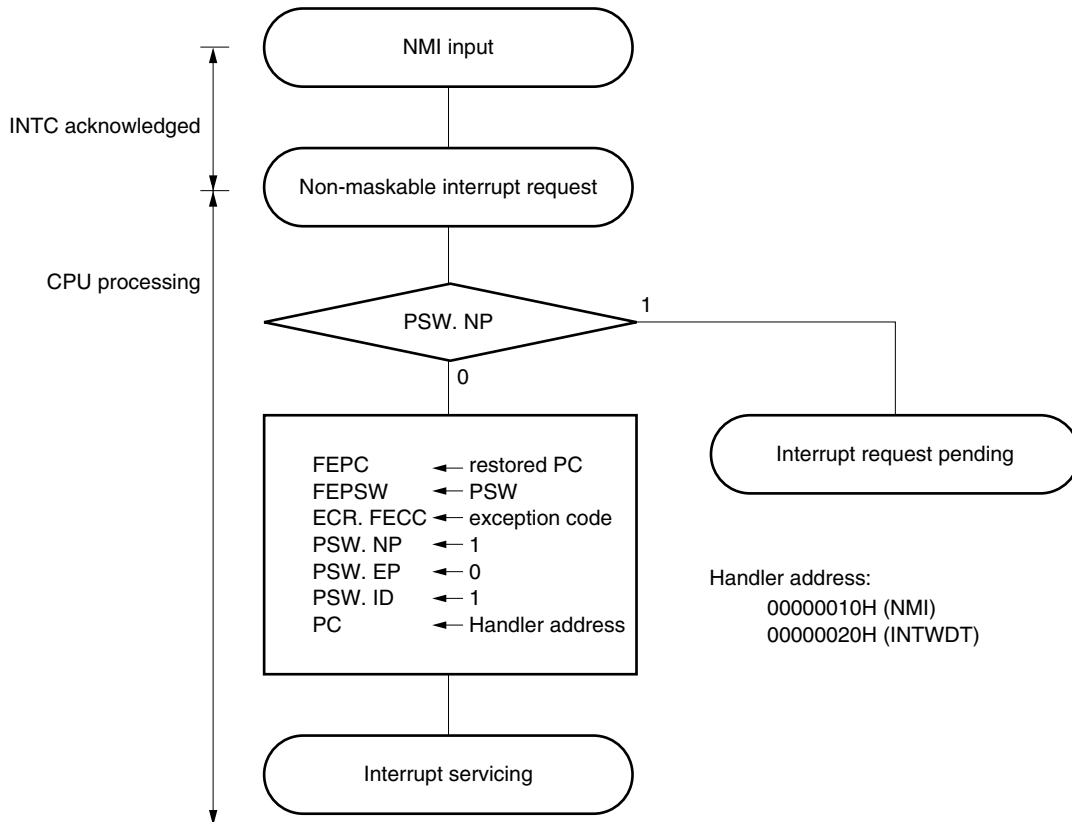 NMI input
INTC acknowledged
Non-maskable interrupt request
CPU processing
PSW. NP
1
0
FEPC ← restored PC
FEPSW ← PSW
ECR. FECC ← exception code
PSW. NP ← 1
PSW. EP ← 0
PSW. ID ← 1
PC ← Handler address
Interrupt request pending
Handler address:
00000010H (NMI)
00000020H (INTWDT)
Interrupt servicing